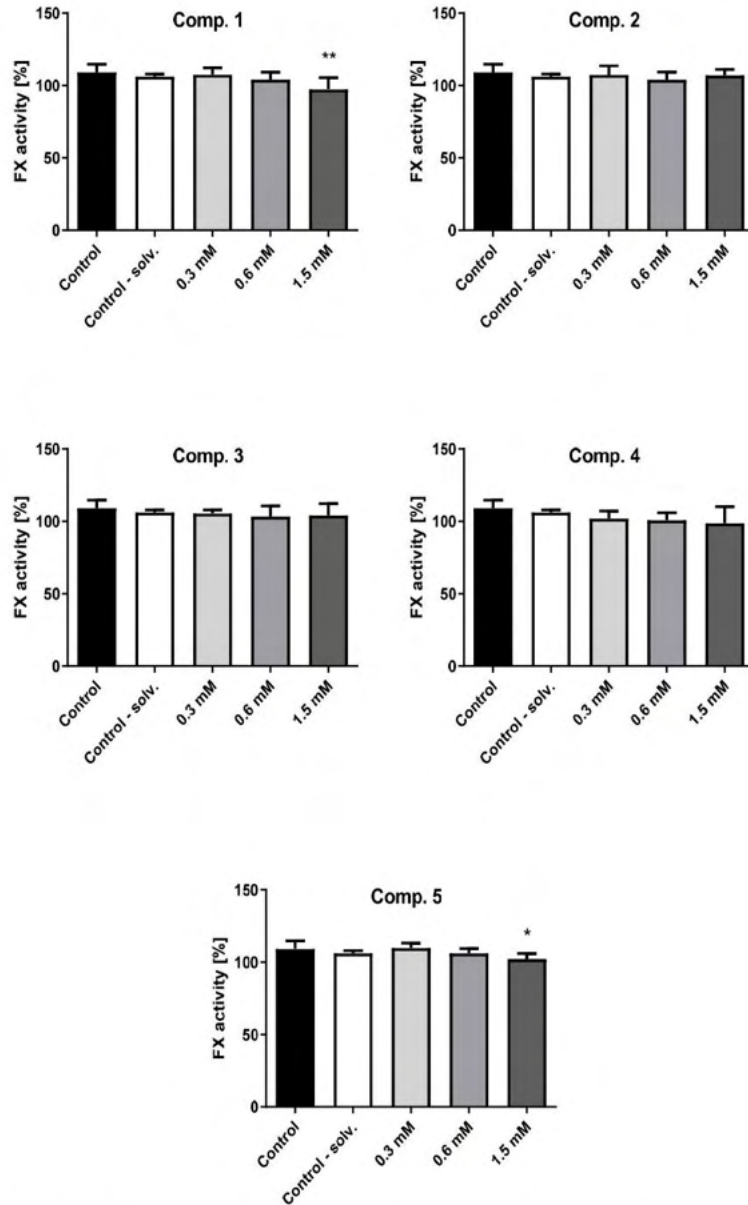 Comp. 1
**
FX activity [%]
150
100
50
0
Control
Control - solv.
0.3 mM
0.6 mM
1.5 mM
Comp. 2
FX activity [%]
150
100
50
0
Control
Control - solv.
0.3 mM
0.6 mM
1.5 mM
Comp. 3
FX activity [%]
150
100
50
0
Control
Control - solv.
0.3 mM
0.6 mM
1.5 mM
Comp. 4
FX activity [%]
150
100
50
0
Control
Control - solv.
0.3 mM
0.6 mM
1.5 mM
Comp. 5
*
FX activity [%]
150
100
50
0
Control
Control - solv.
0.3 mM
0.6 mM
1.5 mM